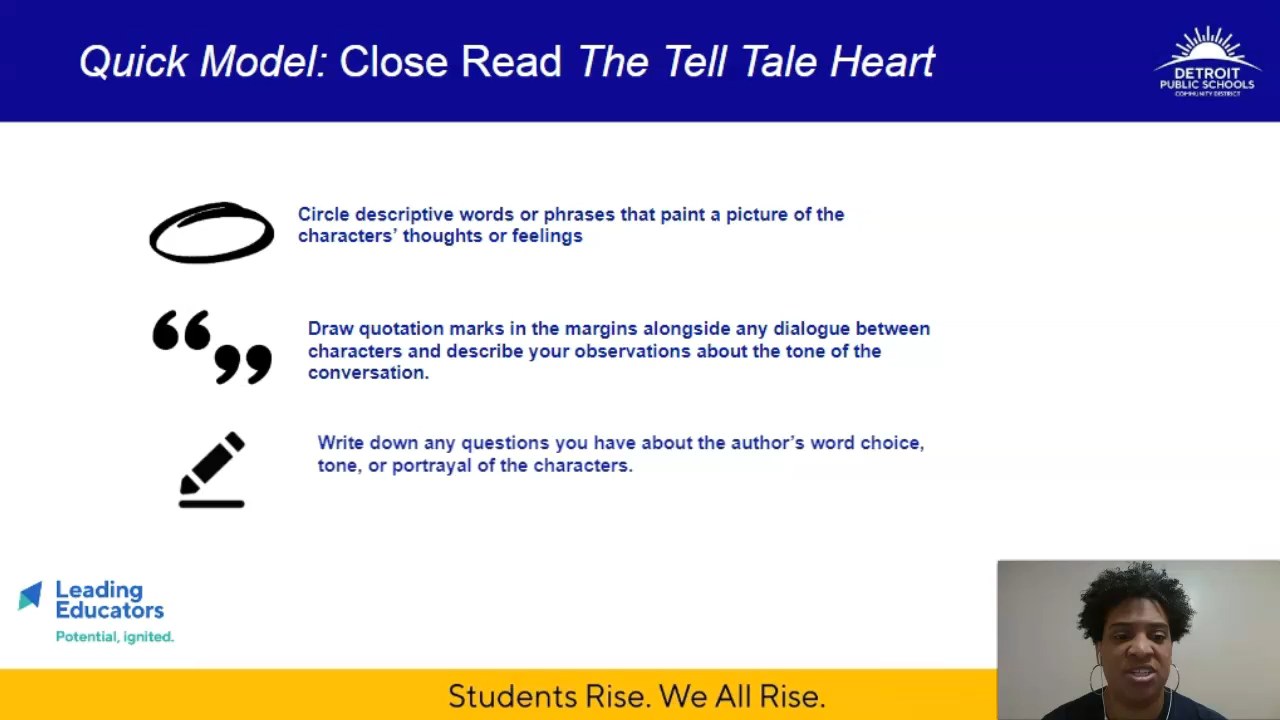 Quick Model: Close Read The Tell Tale Heart
DETROIT
PUBLIC SCHOOLS
COMMUNITY DISTRICT
Circle descriptive words or phrases that paint a picture of the
characters’ thoughts or feelings
Draw quotation marks in the margins alongside any dialogue between
characters and describe your observations about the tone of the
conversation.
Write down any questions you have about the author’s word choice,
tone, or portrayal of the characters.
Leading
Educators
Potential, ignited.
Students Rise. We All Rise.